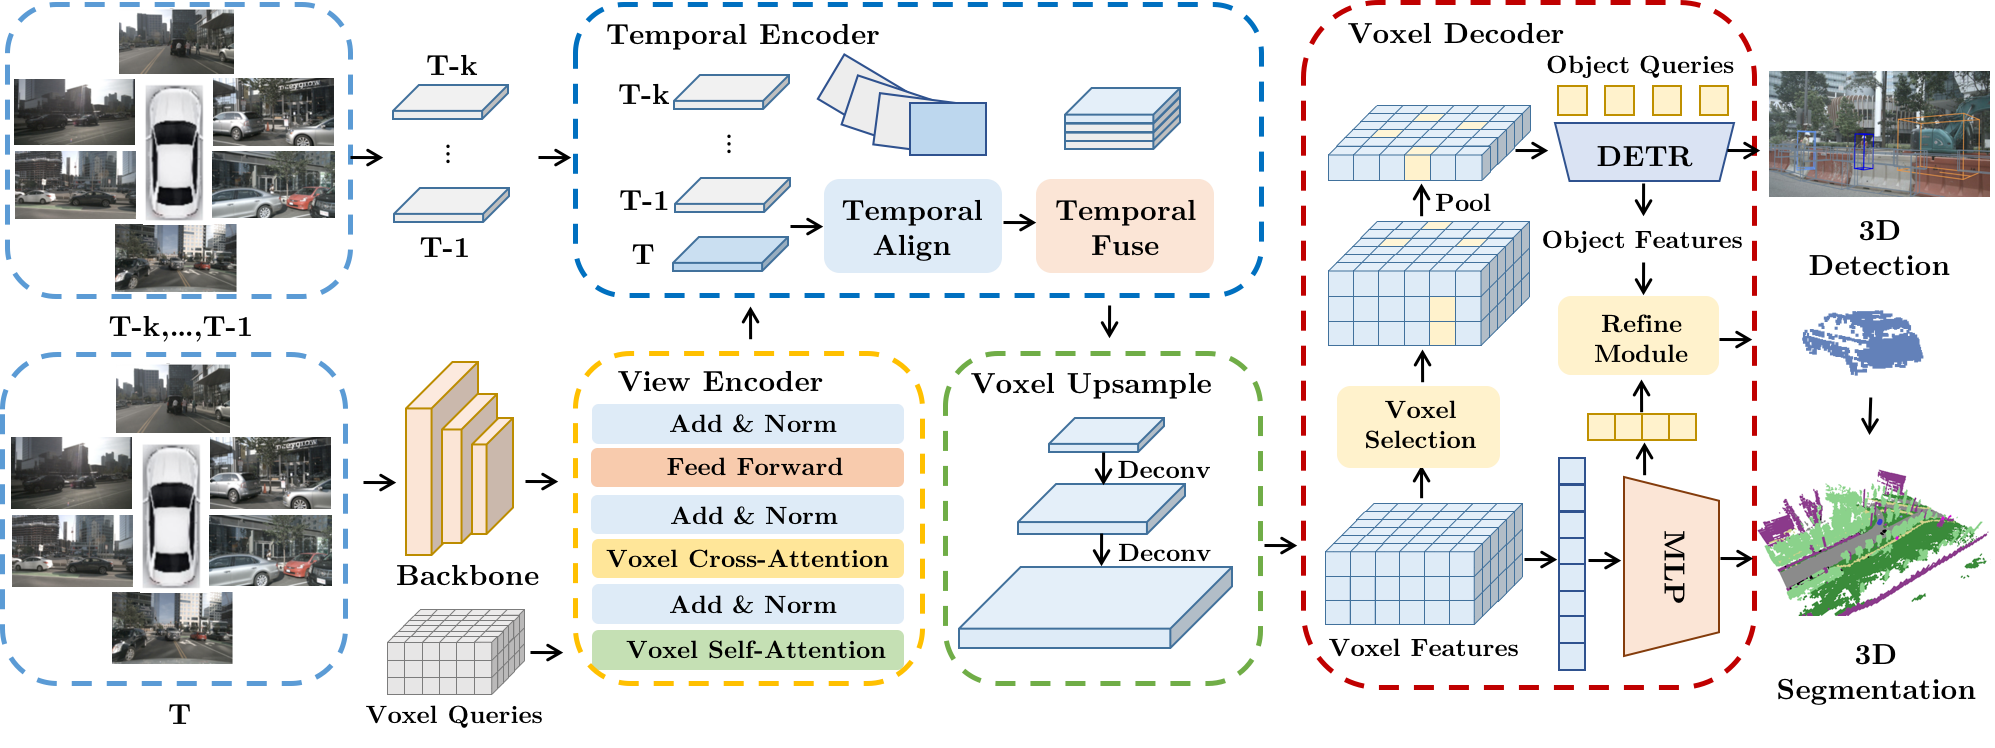 T-k,...,T-1
T
T-k
⋮
T-1
Backbone
Voxel Queries
Temporal Encoder
T-k
⋮
T-1
T
Temporal
Align
Temporal
Fuse
View Encoder
Add & Norm
Feed Forward
Add & Norm
Voxel Cross-Attention
Add & Norm
Voxel Self-Attention
Voxel Upsample
Deconv
Deconv
Voxel Decoder
Object Queries
DETR
Pool
Object Features
Refine
Module
Voxel
Selection
MLP
Voxel Features
3D
Detection
3D
Segmentation